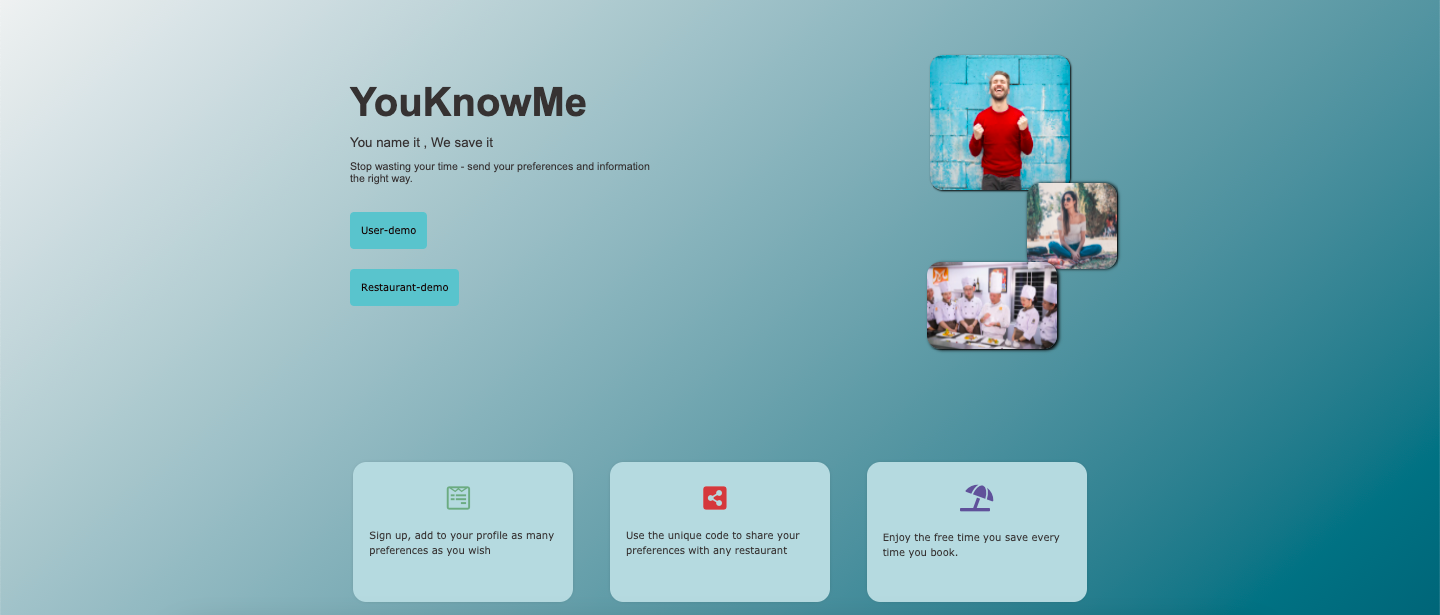 YouKnowMe
You name it , We save it
Stop wasting your time - send your preferences and information
the right way.
User-demo
Restaurant-demo
Sign up, add to your profile as many
preferences as you wish
Use the unique code to share your
preferences with any restaurant
Enjoy the free time you save every
time you book.